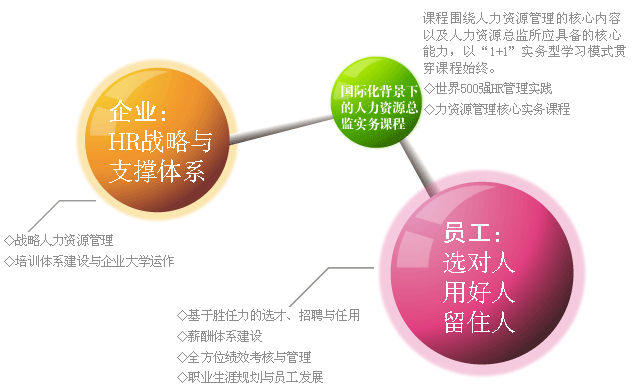 课程围绕人力资源管理的核心内容
以及人力资源总监所应具备的核心
能力，以“1+1”实务型学习模式贯
穿课程始终。
◇世界500强HR管理实践
◇力资源管理核心实务课程
国际化背景下
的人力资源总
监实务课程
企业：
HR战略与
支撑体系
◇战略人力资源管理
◇培训体系建设与企业大学运作
员工：
选对人
用好人
留住人
◇基于胜任力的选才、招聘与任用
◇薪酬体系建设
◇全方位绩效考核与管理
◇职业生涯规划与员工发展